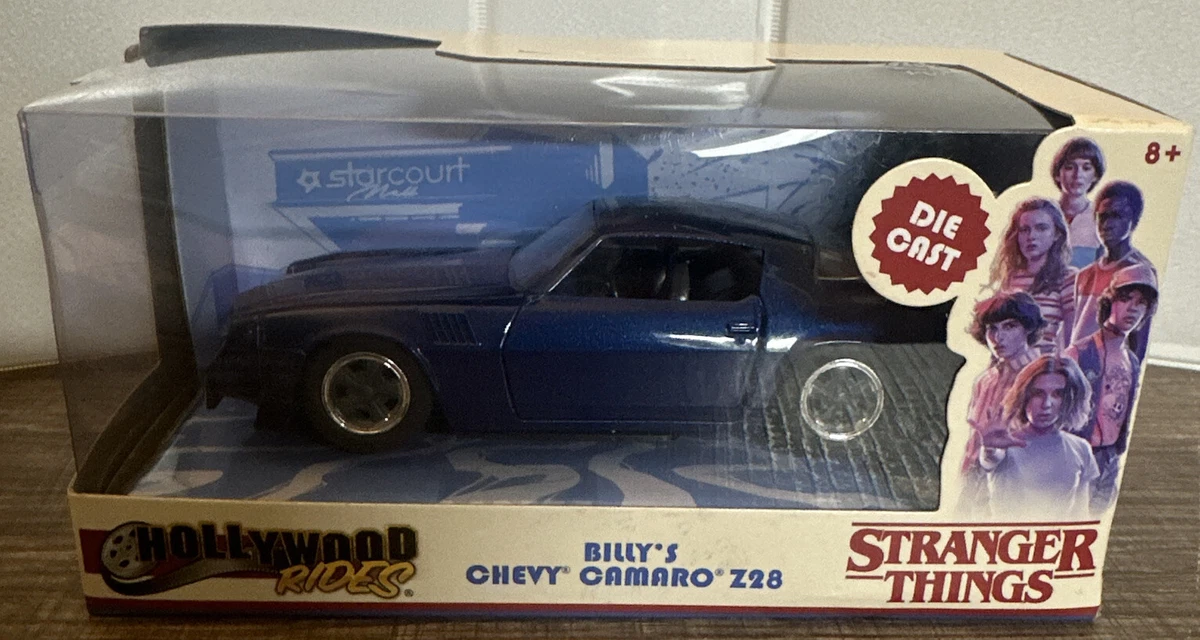 starcourt
Mall
8+
DIE
CAST
HOLLYWOOD
RIDES®
BILLY'S
CHEVY® CAMARO® Z28
STRANGER
THINGS